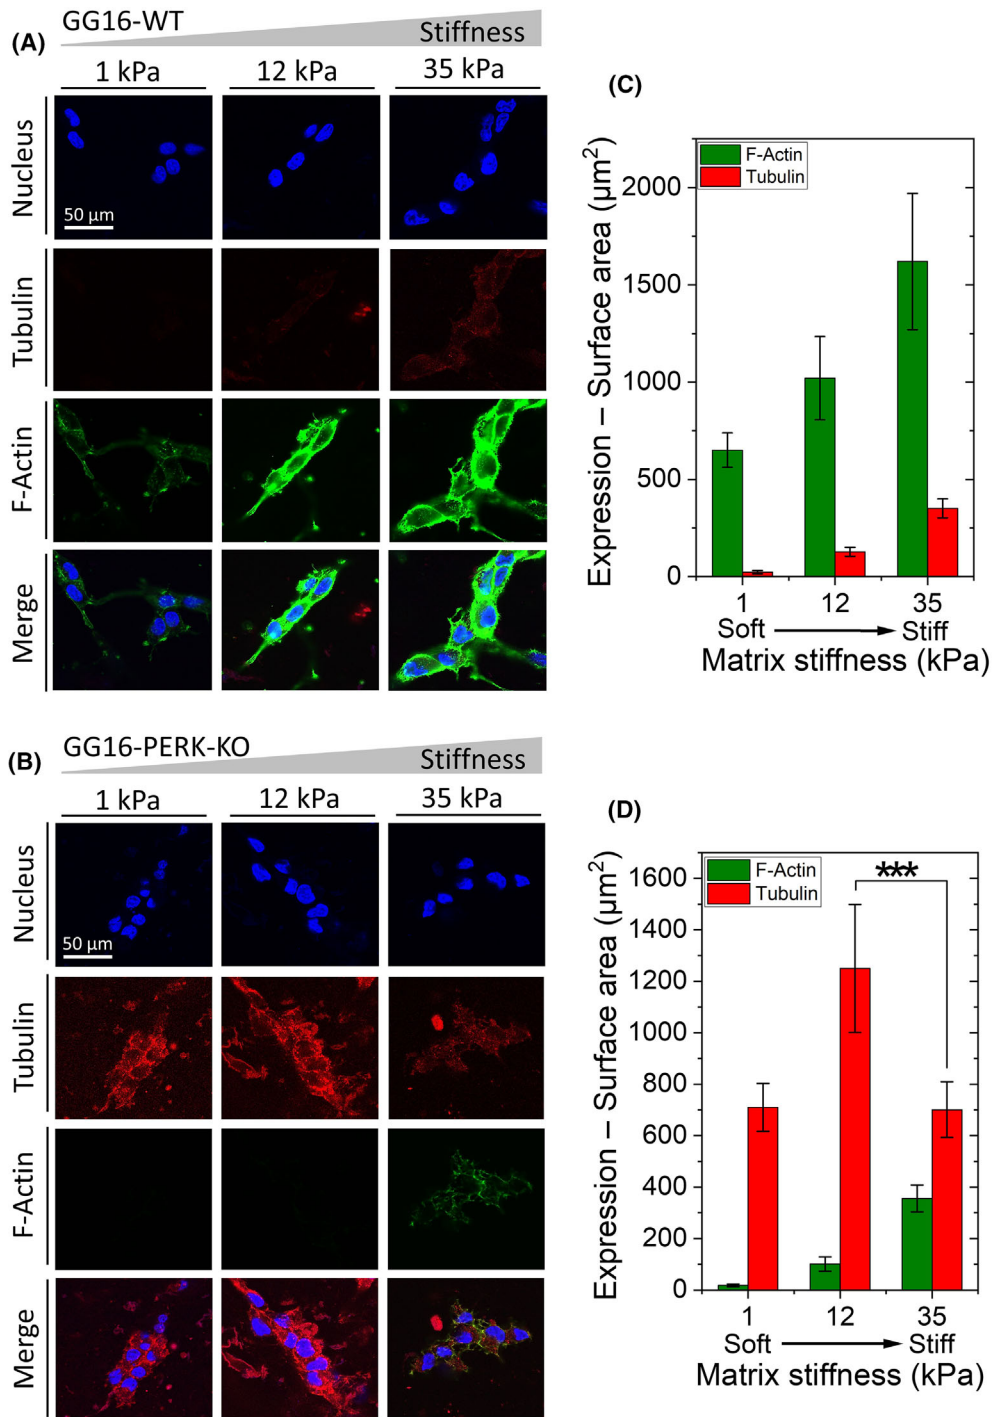 (A)
GG16-WT
Stiffness
1 kPa
12 kPa
35 kPa
Nucleus
50 µm
Tubulin
F-Actin
Merge
(C)
F-Actin
Tubulin
Expression – Surface area (µm²)
2000
1500
1000
500
0
1
12
35
Soft
Stiff
Matrix stiffness (kPa)
(B)
GG16-PERK-KO
Stiffness
1 kPa
12 kPa
35 kPa
Nucleus
50 µm
Tubulin
F-Actin
Merge
(D)
F-Actin
Tubulin
***
Expression – Surface area (µm²)
1600
1400
1200
1000
800
600
400
200
0
1
12
35
Soft
Stiff
Matrix stiffness (kPa)